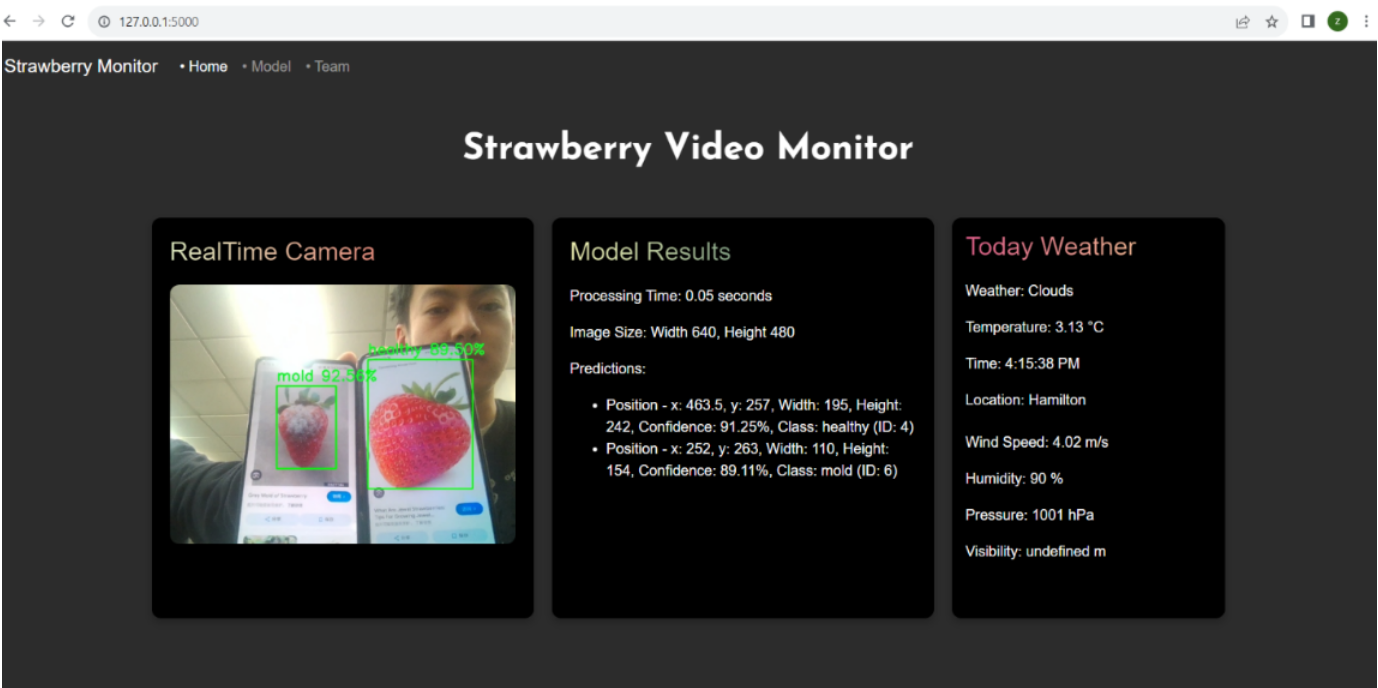 127.0.0.1:5000
Z
Strawberry Monitor • Home • Model • Team
Strawberry Video Monitor
RealTime Camera
healthy 89.50%
mold 92.58%
Model Results
Processing Time: 0.05 seconds
Image Size: Width 640, Height 480
Predictions:
• Position - x: 463.5, y: 257, Width: 195, Height:
242, Confidence: 91.25%, Class: healthy (ID: 4)
• Position - x: 252, y: 263, Width: 110, Height:
154, Confidence: 89.11%, Class: mold (ID: 6)
Today Weather
Weather: Clouds
Temperature: 3.13 °C
Time: 4:15:38 PM
Location: Hamilton
Wind Speed: 4.02 m/s
Humidity: 90 %
Pressure: 1001 hPa
Visibility: undefined m